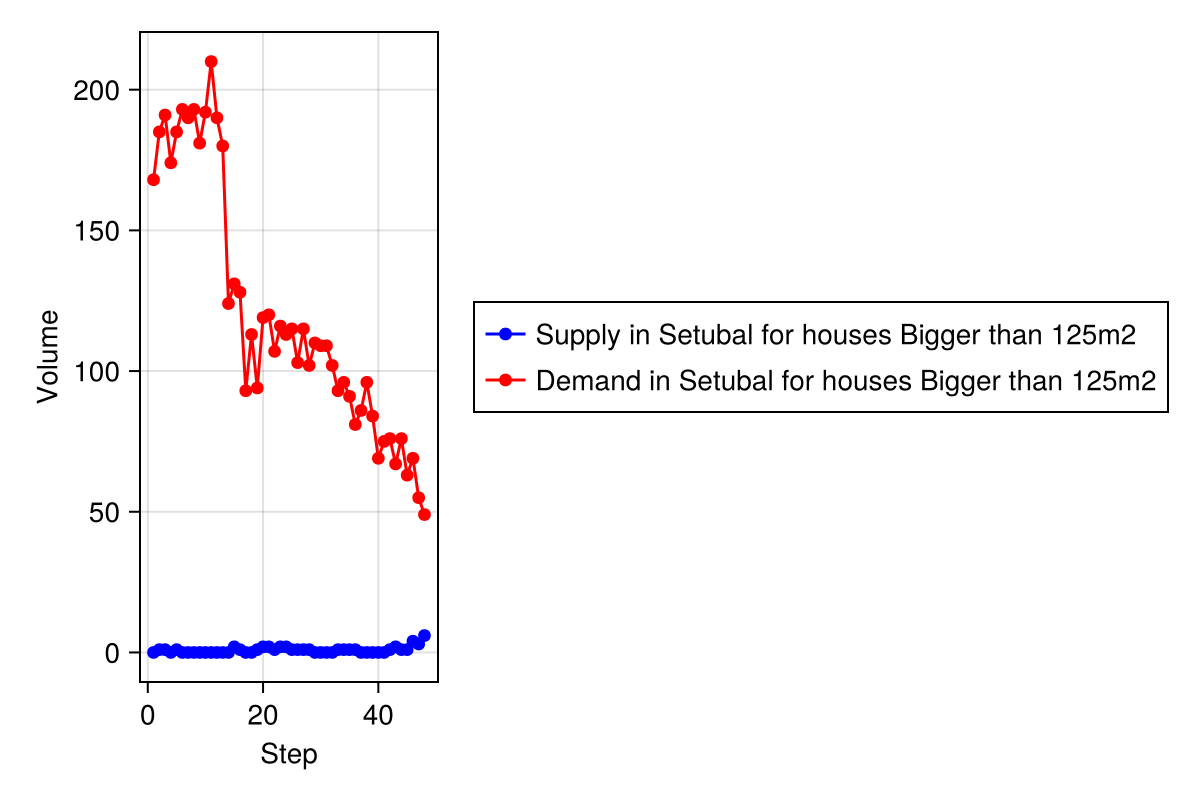 200
150
100
50
0
Volume
0 20 40
Step
Supply in Setubal for houses Bigger than 125m2
Demand in Setubal for houses Bigger than 125m2